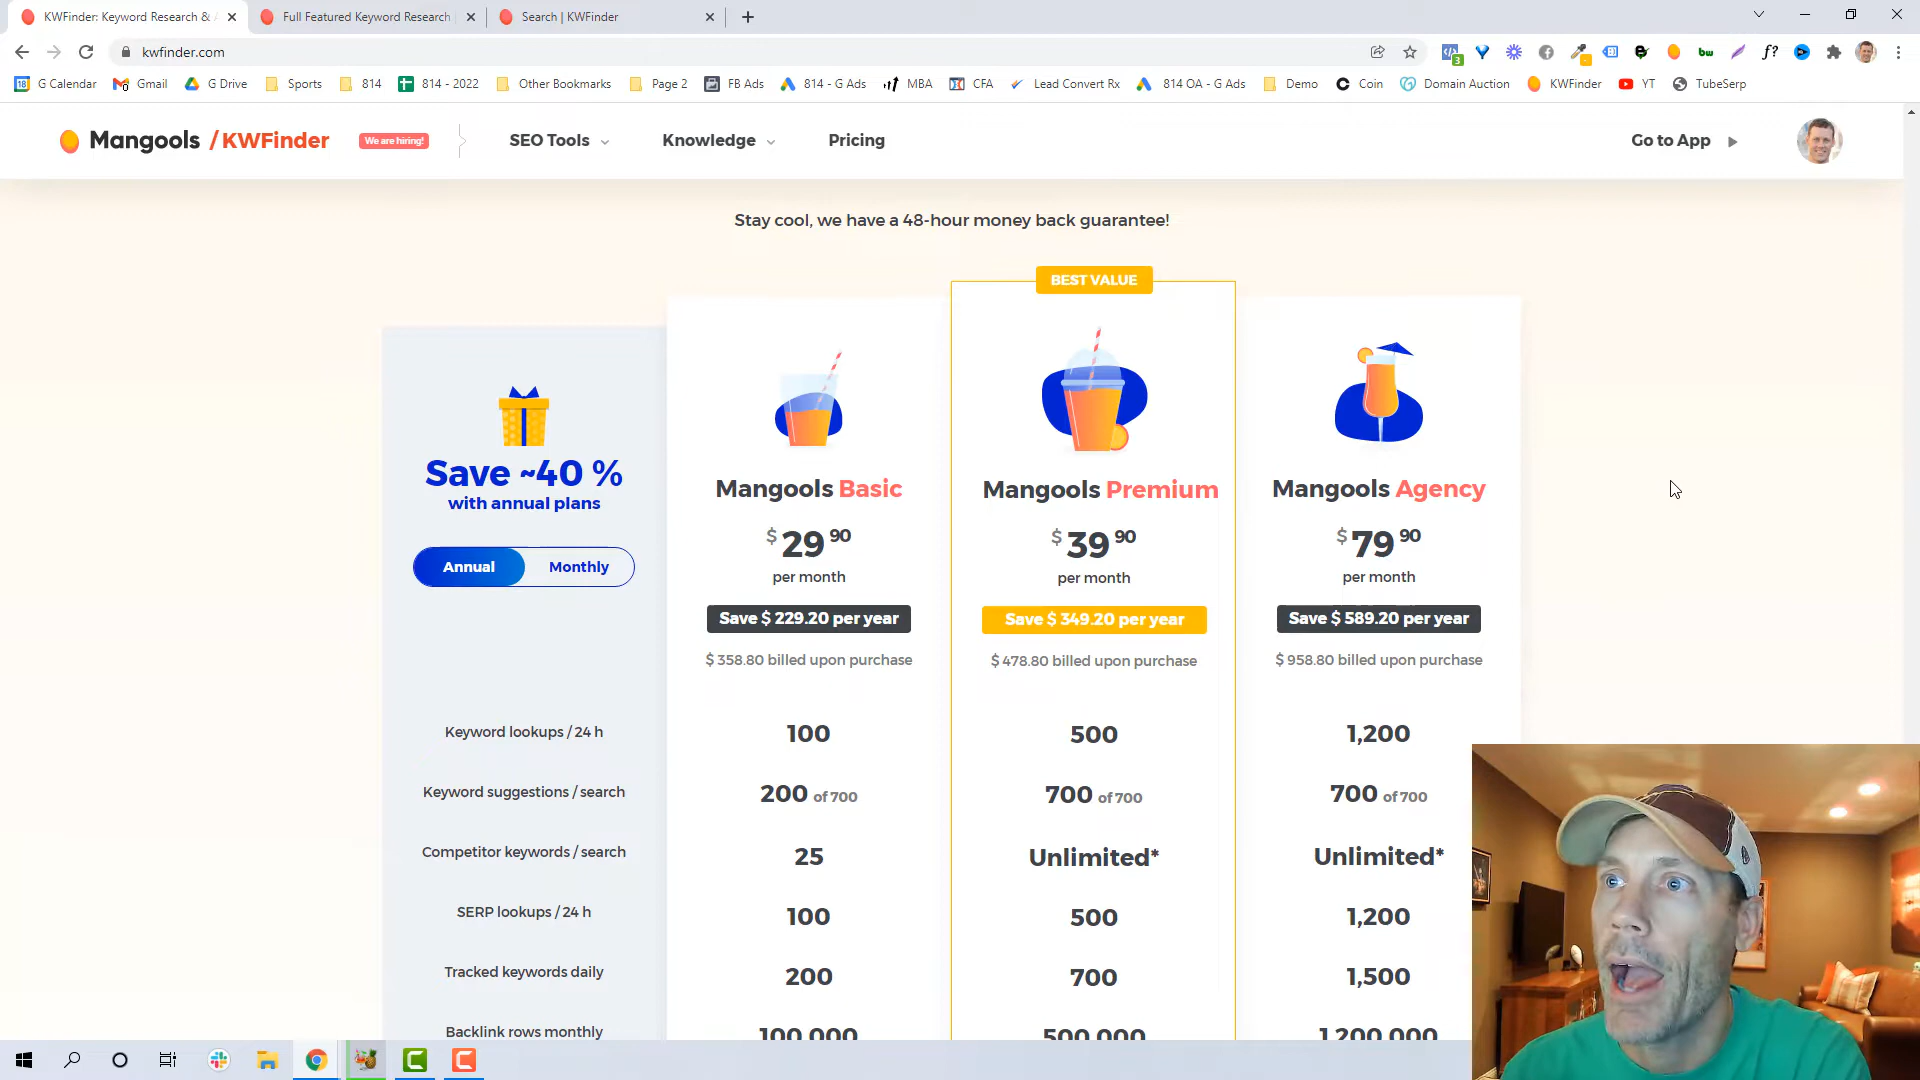 KWFinder: Keyword Research & A
Full Featured Keyword Research
Search | KWFinder
kwfinder.com
3
f?
18 G Calendar
Gmail
G Drive
Sports
814
814 - 2022
Other Bookmarks
Page 2
FB Ads
814 - G Ads
MBA
CFA
Lead Convert Rx
814 OA - G Ads
Demo
Coin
Domain Auction
KWFinder
YT
TubeSerp
Mangools / KWFinder
We are hiring!
SEO Tools
Knowledge
Pricing
Go to App
Stay cool, we have a 48-hour money back guarantee!
BEST VALUE
Save ~40 %
with annual plans
Annual
Monthly
Mangools Basic
$ 29 90
per month
Save $ 229.20 per year
$ 358.80 billed upon purchase
Mangools Premium
$ 39 90
per month
Save $ 349.20 per year
$ 478.80 billed upon purchase
Mangools Agency
$ 79 90
per month
Save $ 589.20 per year
$ 958.80 billed upon purchase
Keyword lookups / 24 h
100
500
1,200
Keyword suggestions / search
200 of 700
700 of 700
700 of 700
Competitor keywords / search
25
Unlimited*
Unlimited*
SERP lookups / 24 h
100
500
1,200
Tracked keywords daily
200
700
1,500
Backlink rows monthly
100,000
500,000
1,200,000